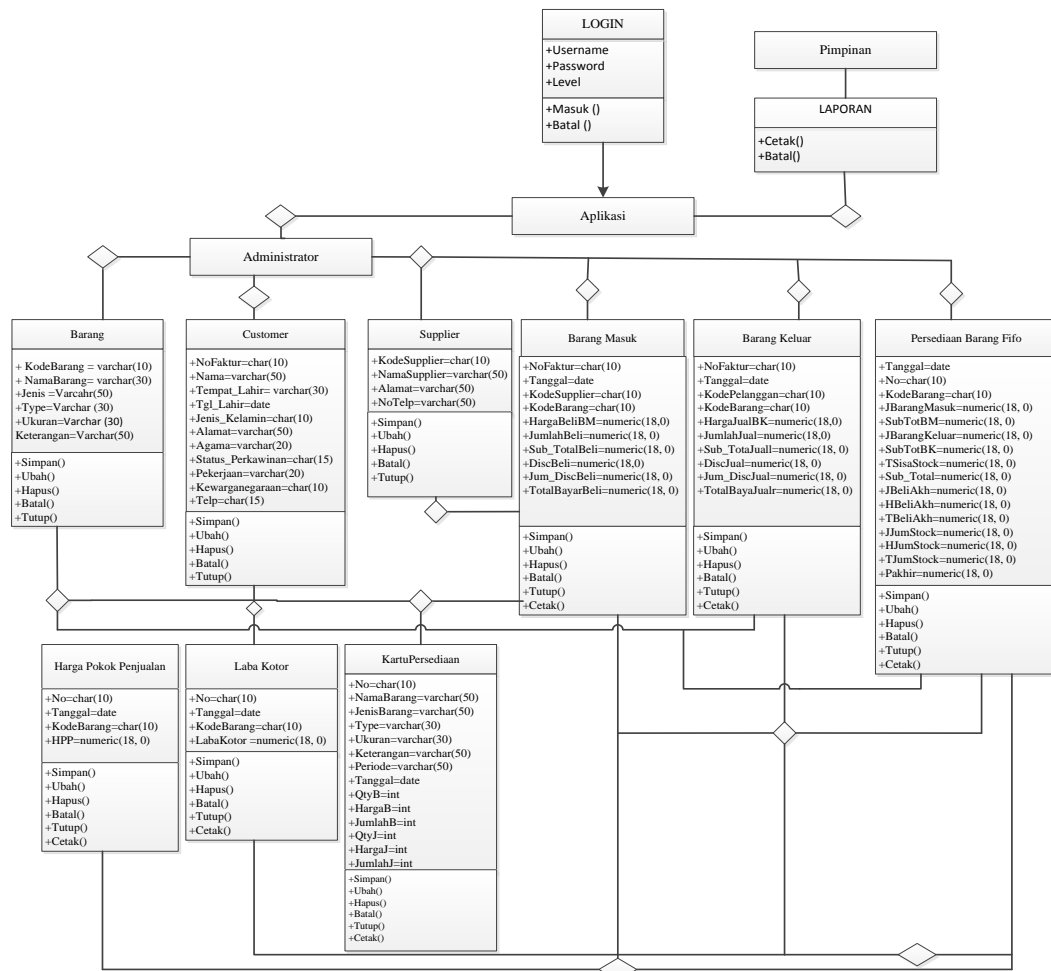 LOGIN
+Username
+Password
+Level
+Masuk ()
+Batal ()
Pimpinan
LAPORAN
+Cetak()
+Batal()
Aplikasi
Administrator
Barang
+ KodeBarang = varchar(10)
+ NamaBarang= varchar(30)
+Jenis =Varcahr(50)
+Type=Varchar (30)
+Ukuran=Varchar (30)
Keterangan=Varchar(50)
+Simpan()
+Ubah()
+Hapus()
+Batal()
+Tutup()
Customer
+NoFaktur=char(10)
+Nama=varchar(50)
+Tempat_Lahir= varchar(30)
+Tgl_Lahir=date
+Jenis_Kelamin=char(10)
+Alamat=varchar(50)
+Agama=varchar(20)
+Status_Perkawinan=char(15)
+Pekerjaan=varchar(20)
+Kewarganegaraan=char(10)
+Telp=char(15)
+Simpan()
+Ubah()
+Hapus()
+Batal()
+Tutup()
Supplier
+KodeSupplier=char(10)
+NamaSupplier=varchar(50)
+Alamat=varchar(50)
+NoTelp=varchar(50)
+Simpan()
+Ubah()
+Hapus()
+Batal()
+Tutup()
Barang Masuk
+NoFaktur=char(10)
+Tanggal=date
+KodeSupplier=char(10)
+KodeBarang=char(10)
+HargaBeliBM=numeric(18,0)
+JumlahBeli=numeric(18, 0)
+Sub_TotalBeli=numeric(18, 0)
+DiscBeli=numeric(18,0)
+Jum_DiscBeli=numeric(18, 0)
+TotalBayarBeli=numeric(18, 0)
+Simpan()
+Ubah()
+Hapus()
+Batal()
+Tutup()
+Cetak()
Barang Keluar
+NoFaktur=char(10)
+Tanggal=date
+KodePelanggan=char(10)
+KodeBarang=char(10)
+HargaJualBK=numeric(18,0)
+JumlahJual=numeric(18,0)
+Sub_TotaJuall=numeric(18, 0)
+DiscJual=numeric(18, 0)
+Jum_DiscJual=numeric(18, 0)
+TotalBayaJualr=numeric(18, 0)
+Simpan()
+Ubah()
+Hapus()
+Batal()
+Tutup()
+Cetak()
Persediaan Barang Fifo
+Tanggal=date
+No=char(10)
+KodeBarang=char(10)
+JBarangMasuk=numeric(18, 0)
+SubTotBM=numeric(18, 0)
+JBarangKeluar=numeric(18, 0)
+SubTotBK=numeric(18, 0)
+TSisaStock=numeric(18, 0)
+Sub_Total=numeric(18, 0)
+JBeliAkh=numeric(18, 0)
+HBeliAkh=numeric(18, 0)
+TBeliAkh=numeric(18, 0)
+JJumStock=numeric(18, 0)
+HJumStock=numeric(18, 0)
+TJumStock=numeric(18, 0)
+Pakhir=numeric(18, 0)
+Simpan()
+Ubah()
+Hapus()
+Batal()
+Tutup()
+Cetak()
Harga Pokok Penjualan
+No=char(10)
+Tanggal=date
+KodeBarang=char(10)
+HPP=numeric(18, 0)
+Simpan()
+Ubah()
+Hapus()
+Batal()
+Tutup()
+Cetak()
Laba Kotor
+No=char(10)
+Tanggal=date
+KodeBarang=char(10)
+LabaKotor =numeric(18, 0)
+Simpan()
+Ubah()
+Hapus()
+Batal()
+Tutup()
+Cetak()
KartuPersediaan
+No=char(10)
+NamaBarang=varchar(50)
+JenisBarang=varchar(50)
+Type=varchar(30)
+Ukuran=varchar(30)
+Keterangan=varchar(50)
+Periode=varchar(50)
+Tanggal=date
+QtyB=int
+HargaB=int
+JumlahB=int
+QtyJ=int
+HargaJ=int
+JumlahJ=int
+Simpan()
+Ubah()
+Hapus()
+Batal()
+Tutup()
+Cetak()